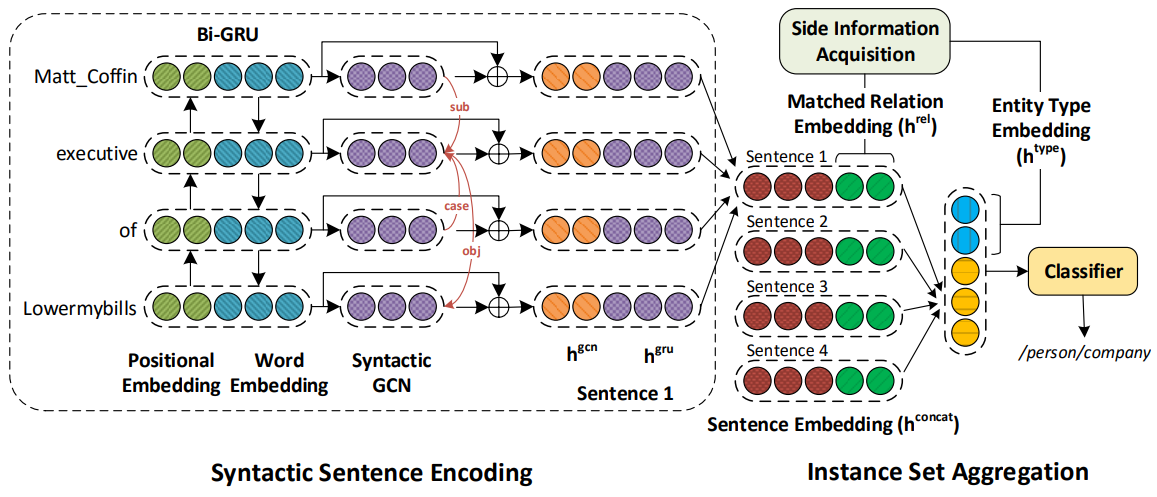 Bi-GRU
Matt_Coffin
executive
of
Lowermybills
sub
case
obj
Positional
Embedding
Word
Embedding
Syntactic
GCN
h^gcn
h^gru
Sentence 1
Syntactic Sentence Encoding
Side Information
Acquisition
Matched Relation
Embedding (h^rel)
Entity Type
Embedding
(h^type)
Sentence 1
Sentence 2
Sentence 3
Sentence 4
Sentence Embedding (h^concat)
Classifier
/person/company
Instance Set Aggregation